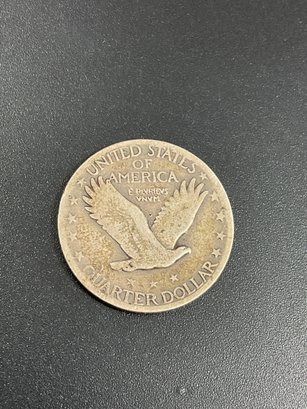 UNITED STATES
OF
AMERICA
E PLURIBUS
UNUM
QUARTER DOLLAR